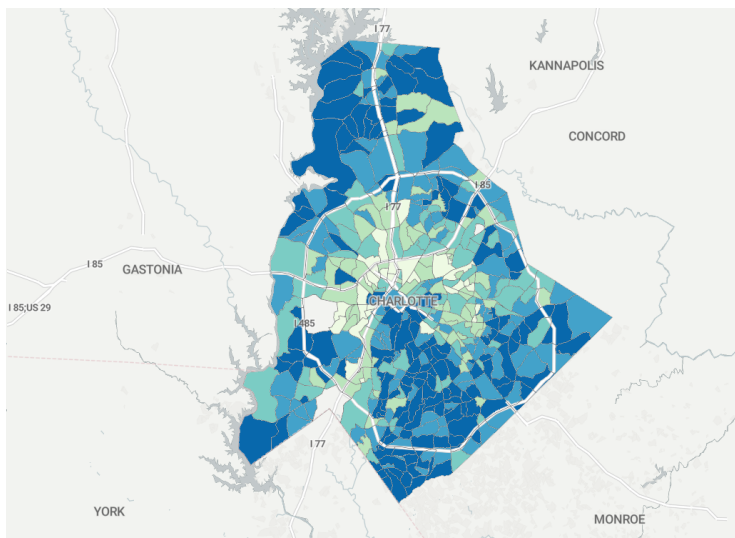 I 77
KANNAPOLIS
CONCORD
I 85
I 77
I 85
GASTONIA
I 85;US 29
CHARLOTTE
I 485
I 77
YORK
MONROE